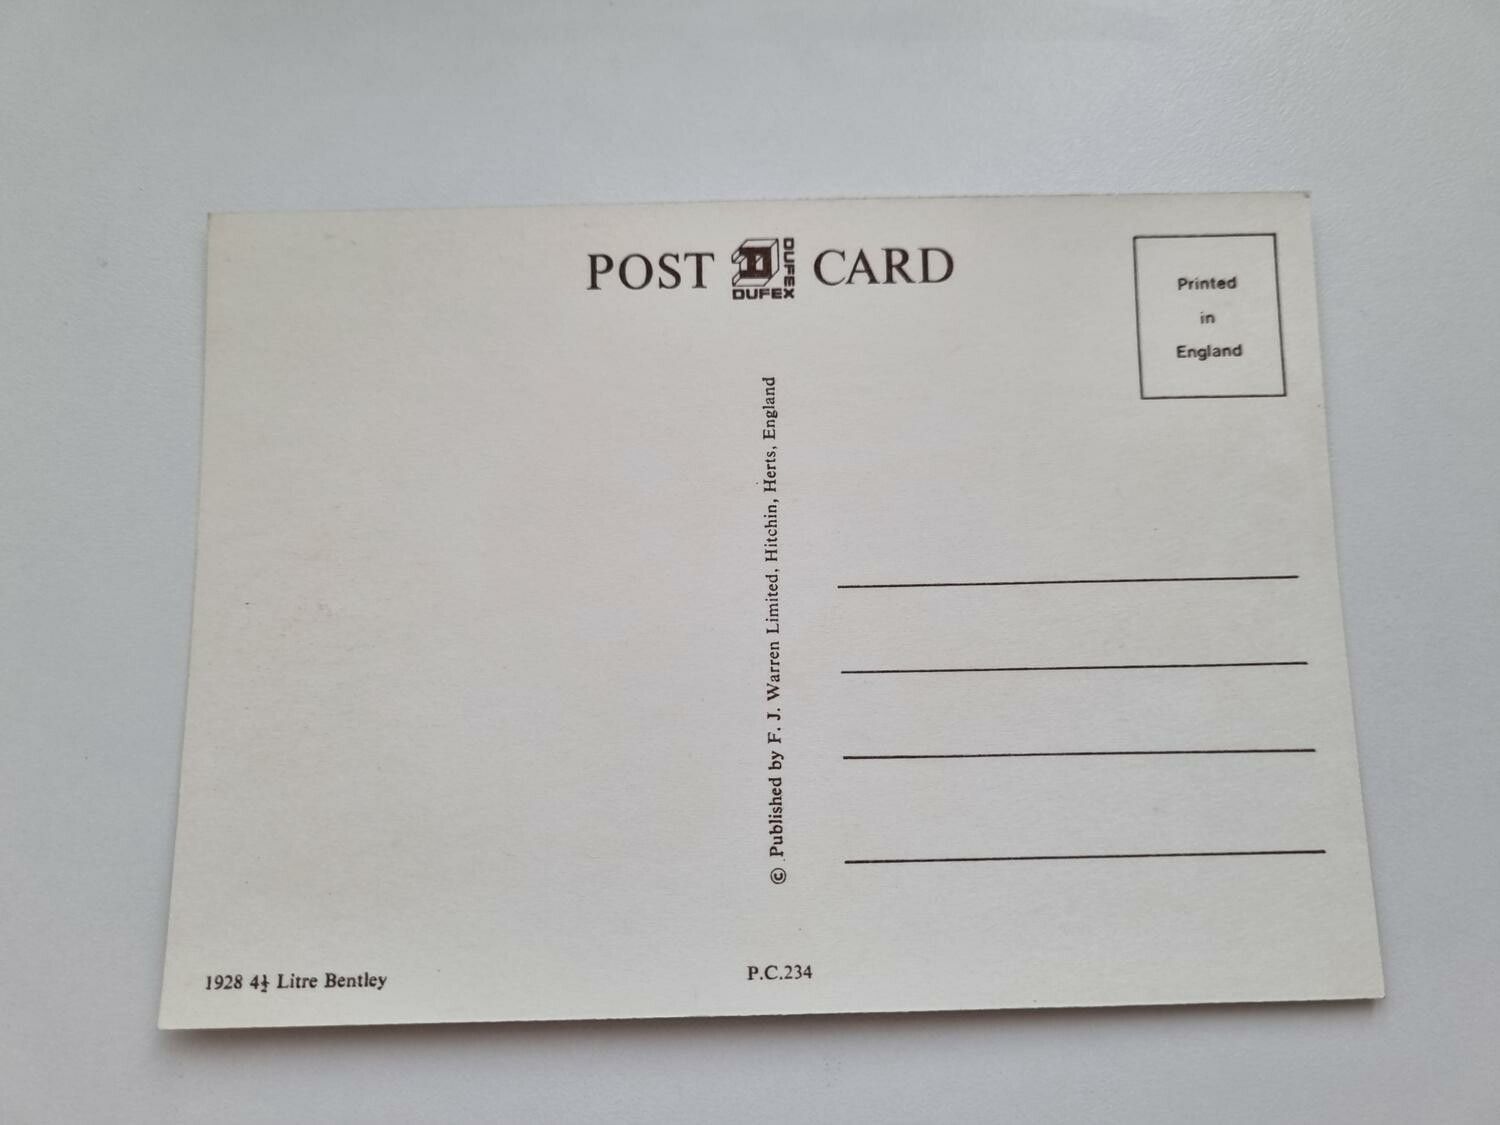 POST DUFEX DUFEX CARD
Printed
in
England
© Published by F. J. Warren Limited, Hitchin, Herts, England
1928 4½ Litre Bentley
P.C.234